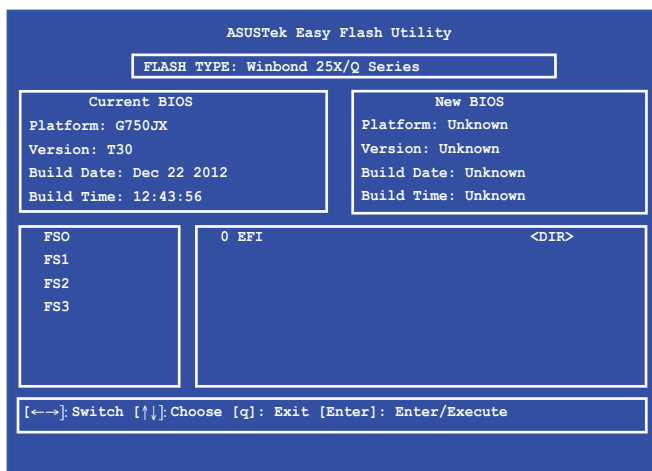 ASUSTek Easy Flash Utility
FLASH TYPE: Winbond 25X/Q Series
Current BIOS
Platform: G750JX
Version: T30
Build Date: Dec 22 2012
Build Time: 12:43:56
New BIOS
Platform: Unknown
Version: Unknown
Build Date: Unknown
Build Time: Unknown
FSO
FS1
FS2
FS3
0 EFI <DIR>
[←→]: Switch [↑↓]: Choose [q]: Exit [Enter]: Enter/Execute